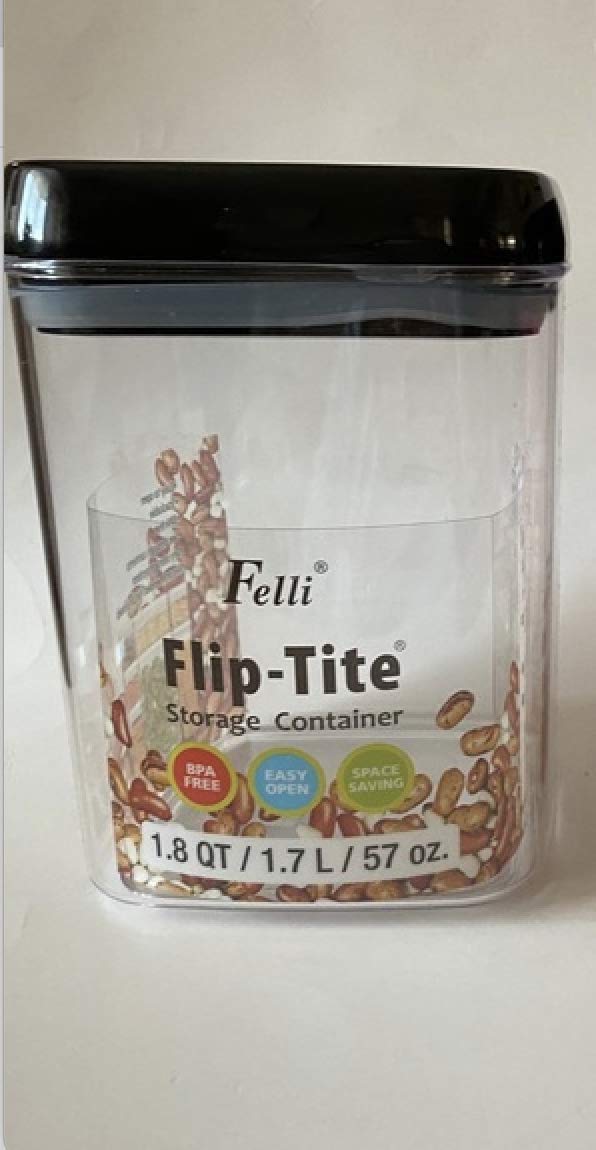 Felli®
Flip-Tite®
Storage Container
BPA
FREE
EASY
OPEN
SPACE
SAVING
1.8 QT / 1.7 L / 57 oz.